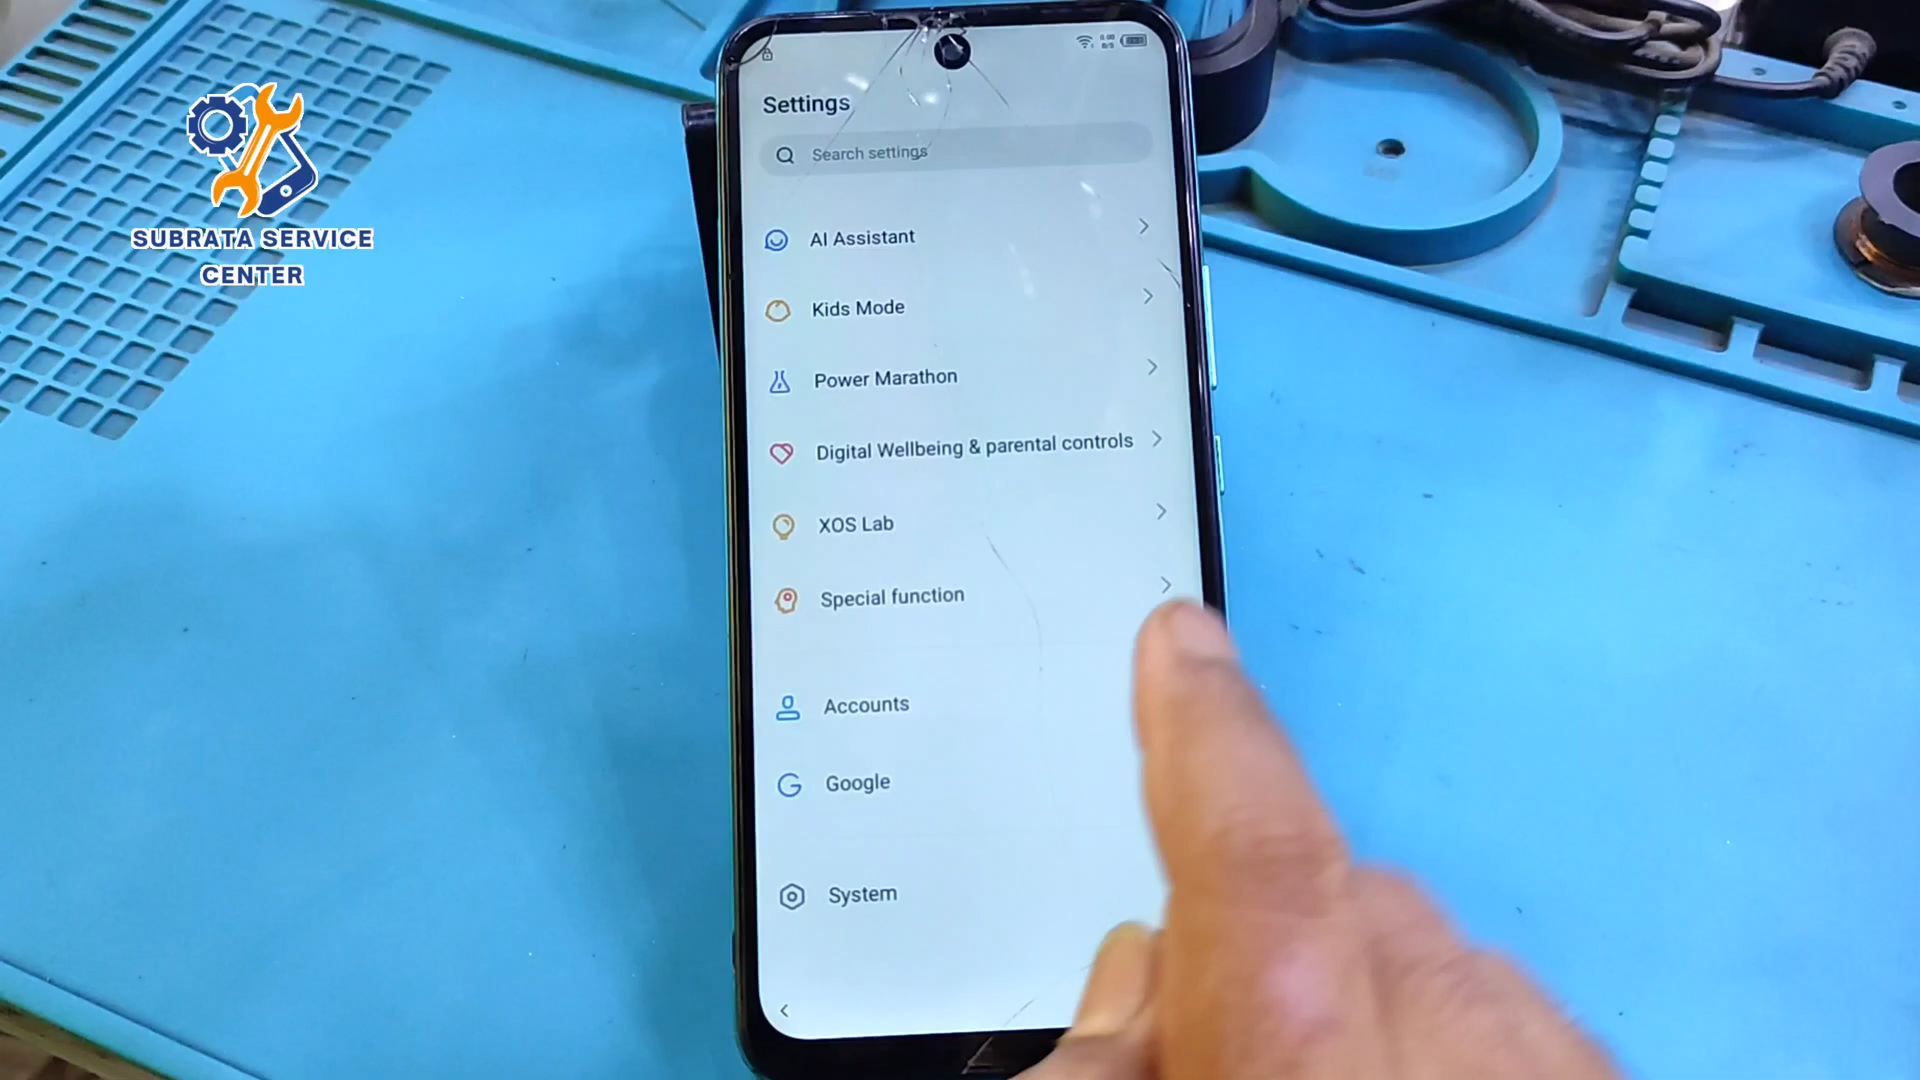 SUBRATA SERVICE
CENTER
Settings
Search settings
AI Assistant
Kids Mode
Power Marathon
Digital Wellbeing & parental controls
XOS Lab
Special function
Accounts
Google
System